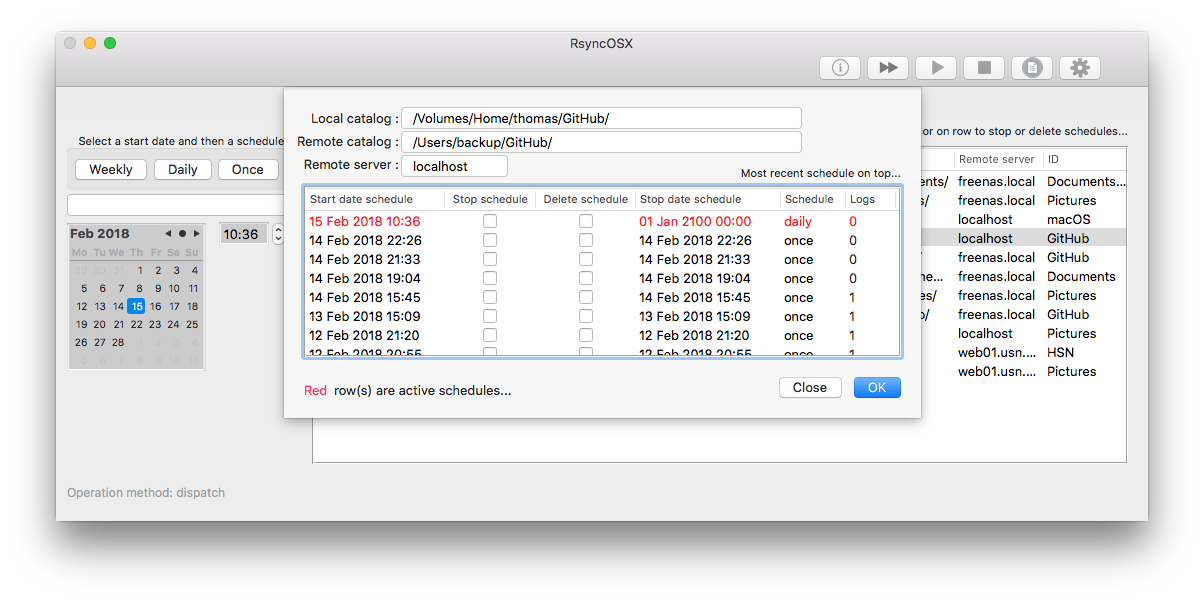 RsyncOSX
Select a start date and then a schedule
Weekly Daily Once
Feb 2018
Mo Tu We Th Fr Sa Su
29 30 31 1 2 3 4
5 6 7 8 9 10 11
12 13 14 15 16 17 18
19 20 21 22 23 24 25
26 27 28 1 2 3 4
5 6 7 8 9 10 11
10:36
Local catalog : /Volumes/Home/thomas/GitHub/
Remote catalog : /Users/backup/GitHub/
Remote server : localhost
Most recent schedule on top...
Start date schedule Stop schedule Delete schedule Stop date schedule Schedule Logs
15 Feb 2018 10:36 01 Jan 2100 00:00 daily 0
14 Feb 2018 22:26 14 Feb 2018 22:26 once 0
14 Feb 2018 21:33 14 Feb 2018 21:33 once 0
14 Feb 2018 19:04 14 Feb 2018 19:04 once 0
14 Feb 2018 15:45 14 Feb 2018 15:45 once 1
13 Feb 2018 15:09 13 Feb 2018 15:09 once 1
12 Feb 2018 21:20 12 Feb 2018 21:20 once 1
12 Feb 2018 20:55 12 Feb 2018 20:55 once 1
Red row(s) are active schedules...
Close OK
or on row to stop or delete schedules...
Remote server ID
ents/ freenas.local Documents...
s/ freenas.local Pictures
localhost macOS
localhost GitHub
freenas.local GitHub
me... freenas.local Documents
es/ freenas.local Pictures
b/ freenas.local GitHub
localhost Pictures
web01.usn.... HSN
web01.usn.... Pictures
Operation method: dispatch